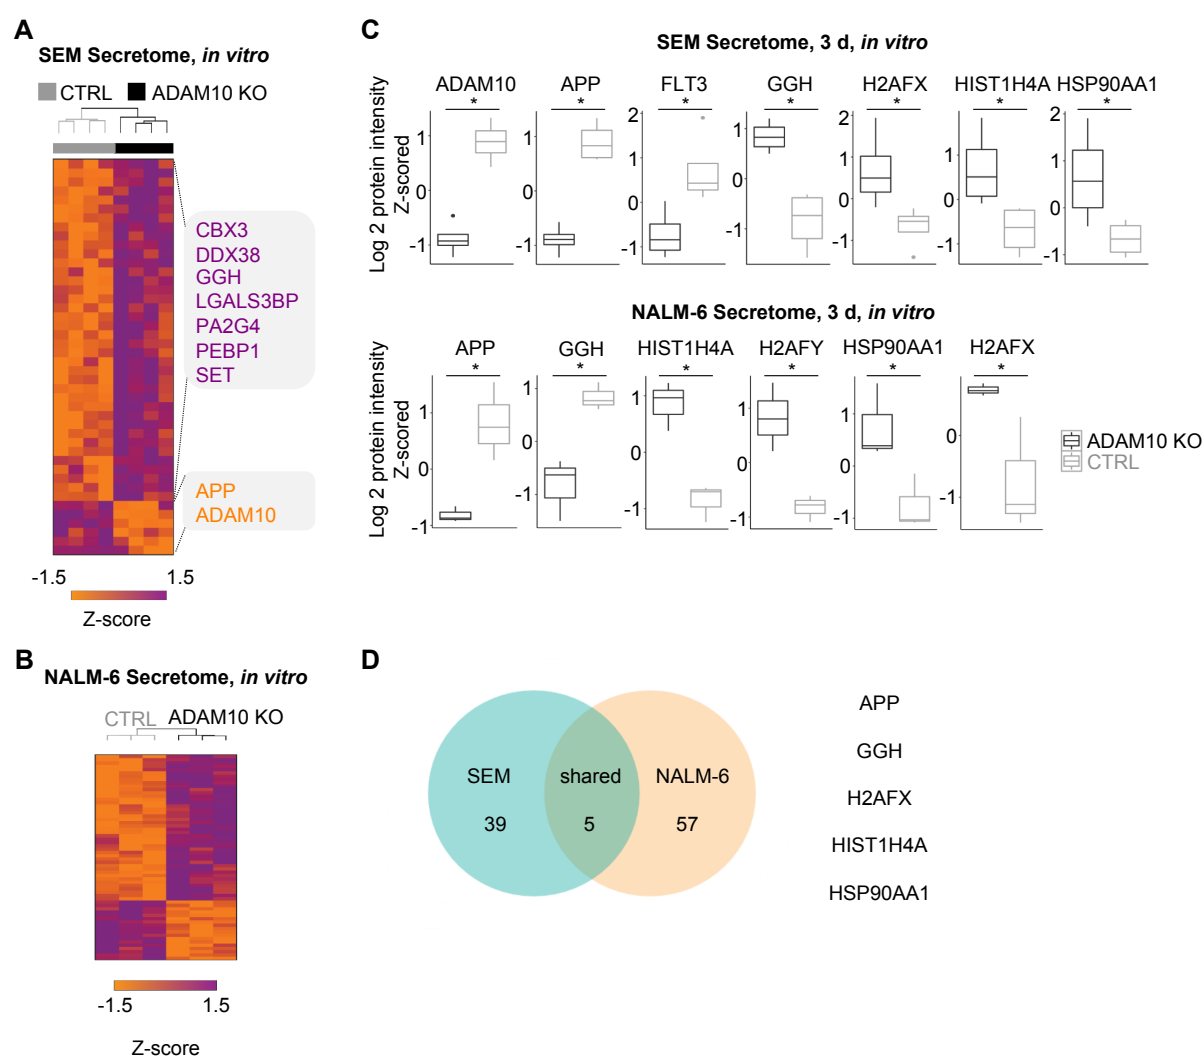 A
SEM Secretome, in vitro
CTRL ADAM10 KO
CBX3
DDX38
GGH
LGALS3BP
PA2G4
PEBP1
SET
APP
ADAM10
-1.5 1.5
Z-score
B
NALM-6 Secretome, in vitro
CTRL ADAM10 KO
-1.5 1.5
Z-score
C
SEM Secretome, 3 d, in vitro
Log 2 protein intensity
Z-scored
ADAM10 APP FLT3 GGH H2AFX HIST1H4A HSP90AA1
* * * * * * *
1 0 -1
1 0 -1
2 1 0 -1
1 0 -1
2 1 0 -1
1 0 -1
2 1 0 -1
NALM-6 Secretome, 3 d, in vitro
Log 2 protein intensity
Z-scored
APP GGH HIST1H4A H2AFY HSP90AA1 H2AFX
* * * * * *
1 0 -1
1 0 -1
1 0 -1
1 0 -1
1 0 -1
0 -1
ADAM10 KO
CTRL
D
SEM shared NALM-6
39 5 57
APP
GGH
H2AFX
HIST1H4A
HSP90AA1